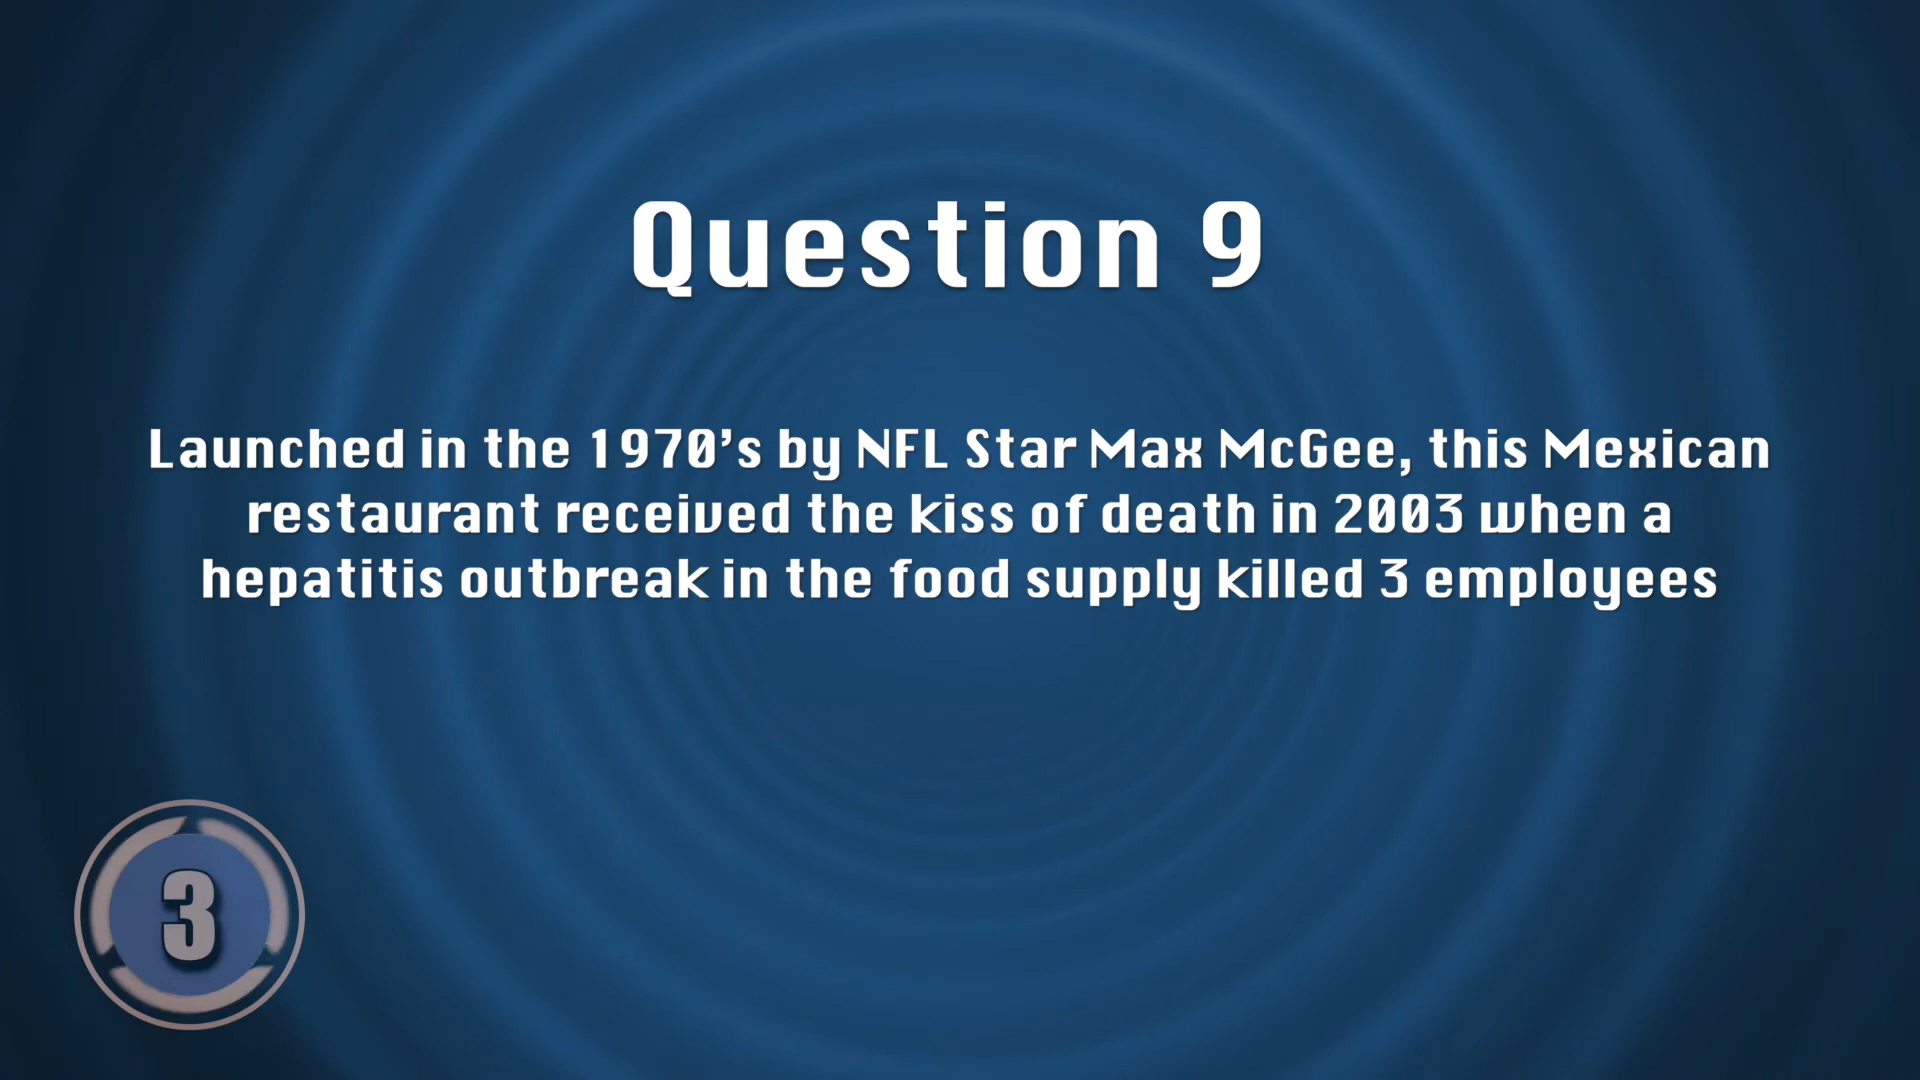 Question 9
Launched in the 1970's by NFL Star Max McGee, this Mexican
restaurant received the kiss of death in 2003 when a
hepatitis outbreak in the food supply killed 3 employees
3